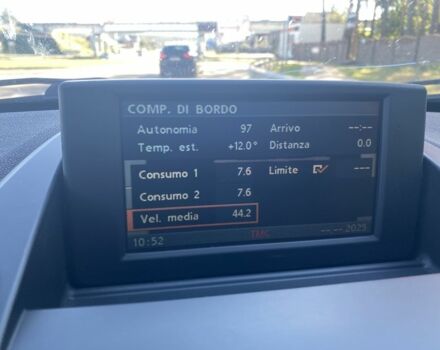 COMP. DI BORDO
Autonomia 97 Arrivo --:--
Temp. est. +12.0° Distanza 0.0
Consumo 1 7.6 Limite ---
Consumo 2 7.6
Vel. media 44.2
10:52 TMC --.--.2025